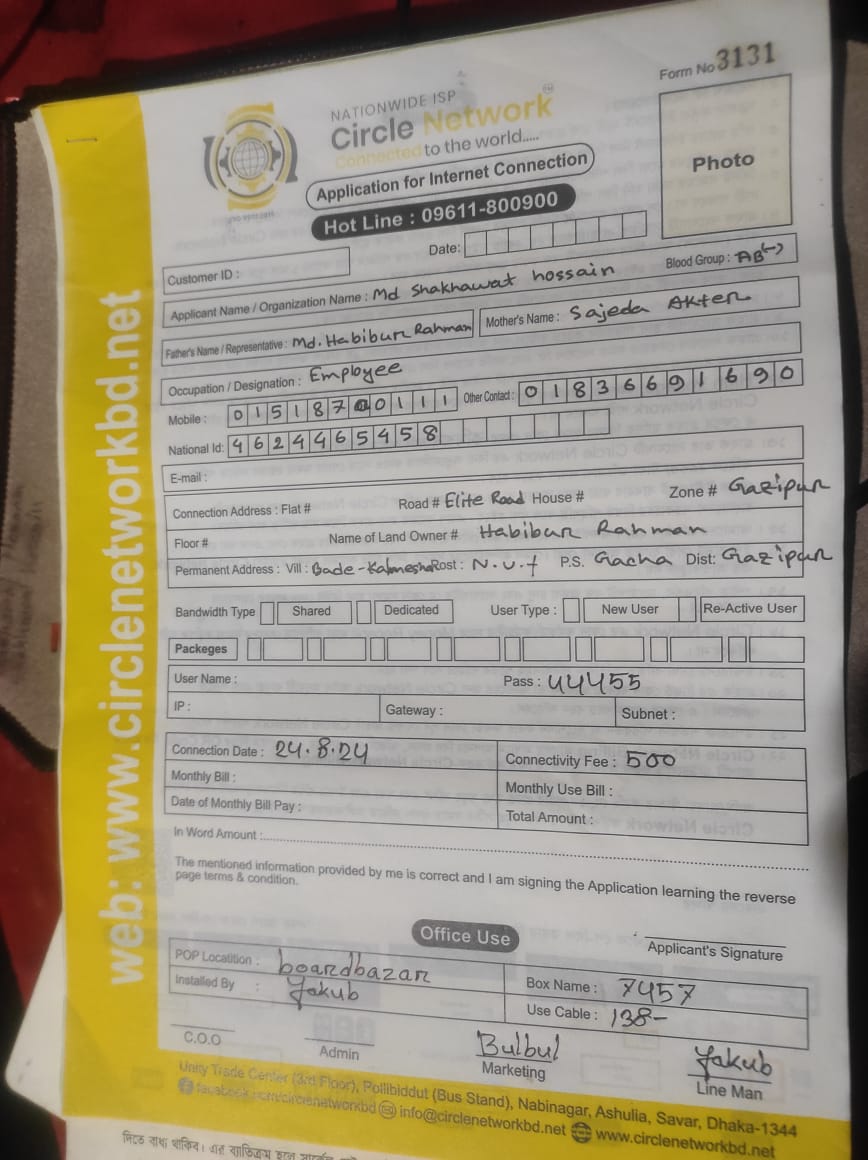 Form No 3131
NATIONWIDE ISP
Circle Network
Connected to the world.....
Application for Internet Connection
Hot Line : 09611-800900
Photo
Date:
Customer ID :
Applicant Name / Organization Name : Md Shakhawat hossain Blood Group : AB(-)
Father's Name / Representative : Md. Habibur Rahman Mother's Name : Sajeda Akter
Occupation / Designation : Employee
Mobile : 01518700111 Other Contact : 01836691690
National Id: 4624465458
E-mail :
Connection Address : Flat # Road # Elite Road House # Zone # Gazipur
Floor # Name of Land Owner # Habibur Rahman
Permanent Address : Vill : Bade-Kalmesha Post : N.U.f P.S. Gacha Dist: Gazipur
Bandwidth Type Shared Dedicated User Type : New User Re-Active User
Packeges
User Name : Pass : 44455
IP : Gateway : Subnet :
Connection Date : 24.8.24 Connectivity Fee : 500
Monthly Bill : Monthly Use Bill :
Date of Monthly Bill Pay : Total Amount :
In Word Amount :
The mentioned information provided by me is correct and I am signing the Application learning the reverse
page terms & condition.
Applicant's Signature
Office Use
POP Locatition : boardbazar Box Name : 7457
Installed By : Yakub Use Cable : 138-
C.O.O Admin Bulbul Yakub
Marketing Line Man
Unity Trade Center (3rd Floor), Pollibiddut (Bus Stand), Nabinagar, Ashulia, Savar, Dhaka-1344
facebook.com/circlenetworkbd info@circlenetworkbd.net www.circlenetworkbd.net
web: www.circlenetworkbd.net